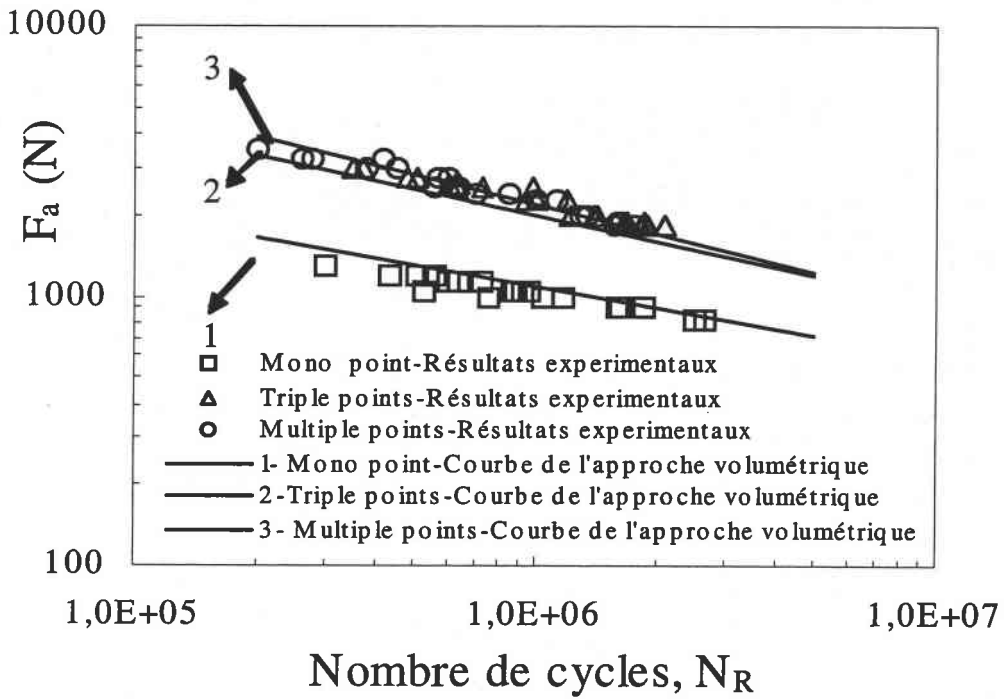 10000
3
F_a (N)
2
1000
1
Mono point-Résultats experimentaux
Triple points-Résultats experimentaux
Multiple points-Résultats experimentaux
1- Mono point-Courbe de l'approche volumétrique
2-Triple points-Courbe de l'approche volumétrique
3- Multiple points-Courbe de l'approche volumétrique
100
1,0E+05
1,0E+06
1,0E+07
Nombre de cycles, N_R